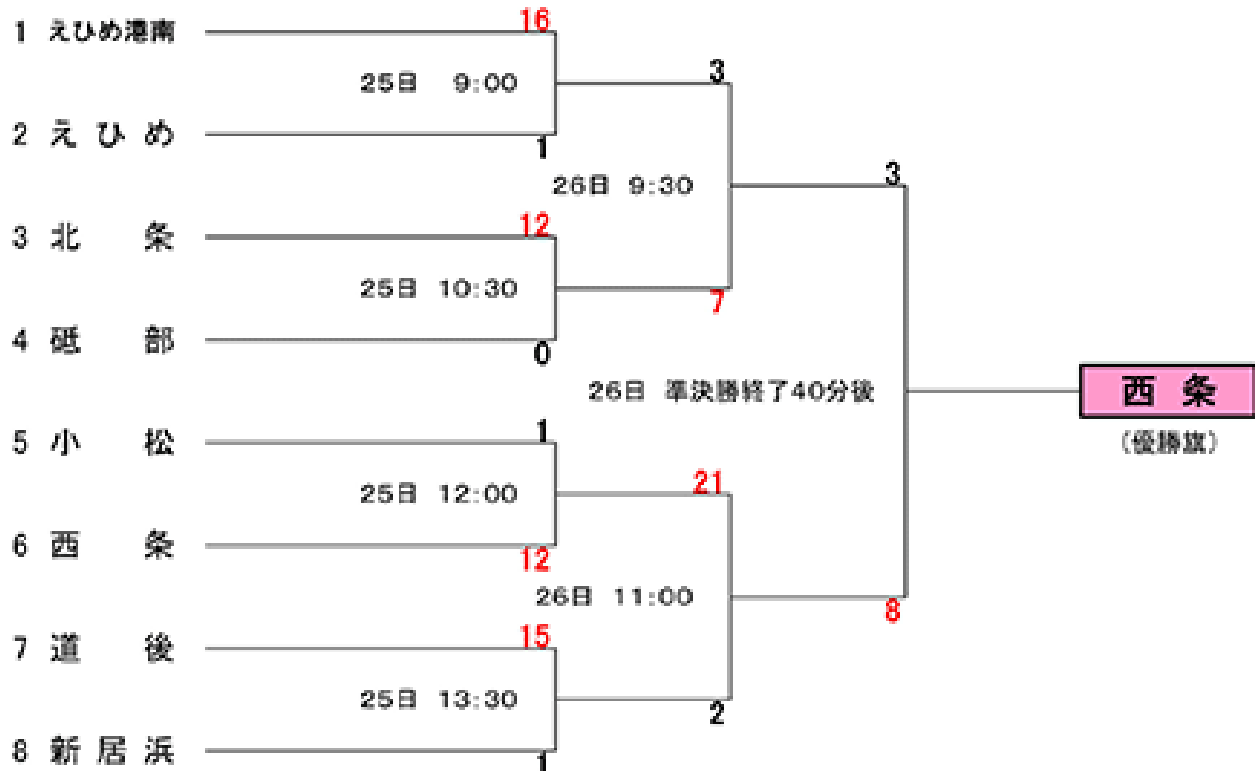 1 えひめ港南
16
25日 9:00
3
2 えひめ
1
26日 9:30
3
3 北条
12
25日 10:30
7
4 砥部
0
26日 準決勝終了40分後
西条
(優勝旗)
5 小松
1
25日 12:00
21
6 西条
12
26日 11:00
8
7 道後
15
25日 13:30
2
8 新居浜
1